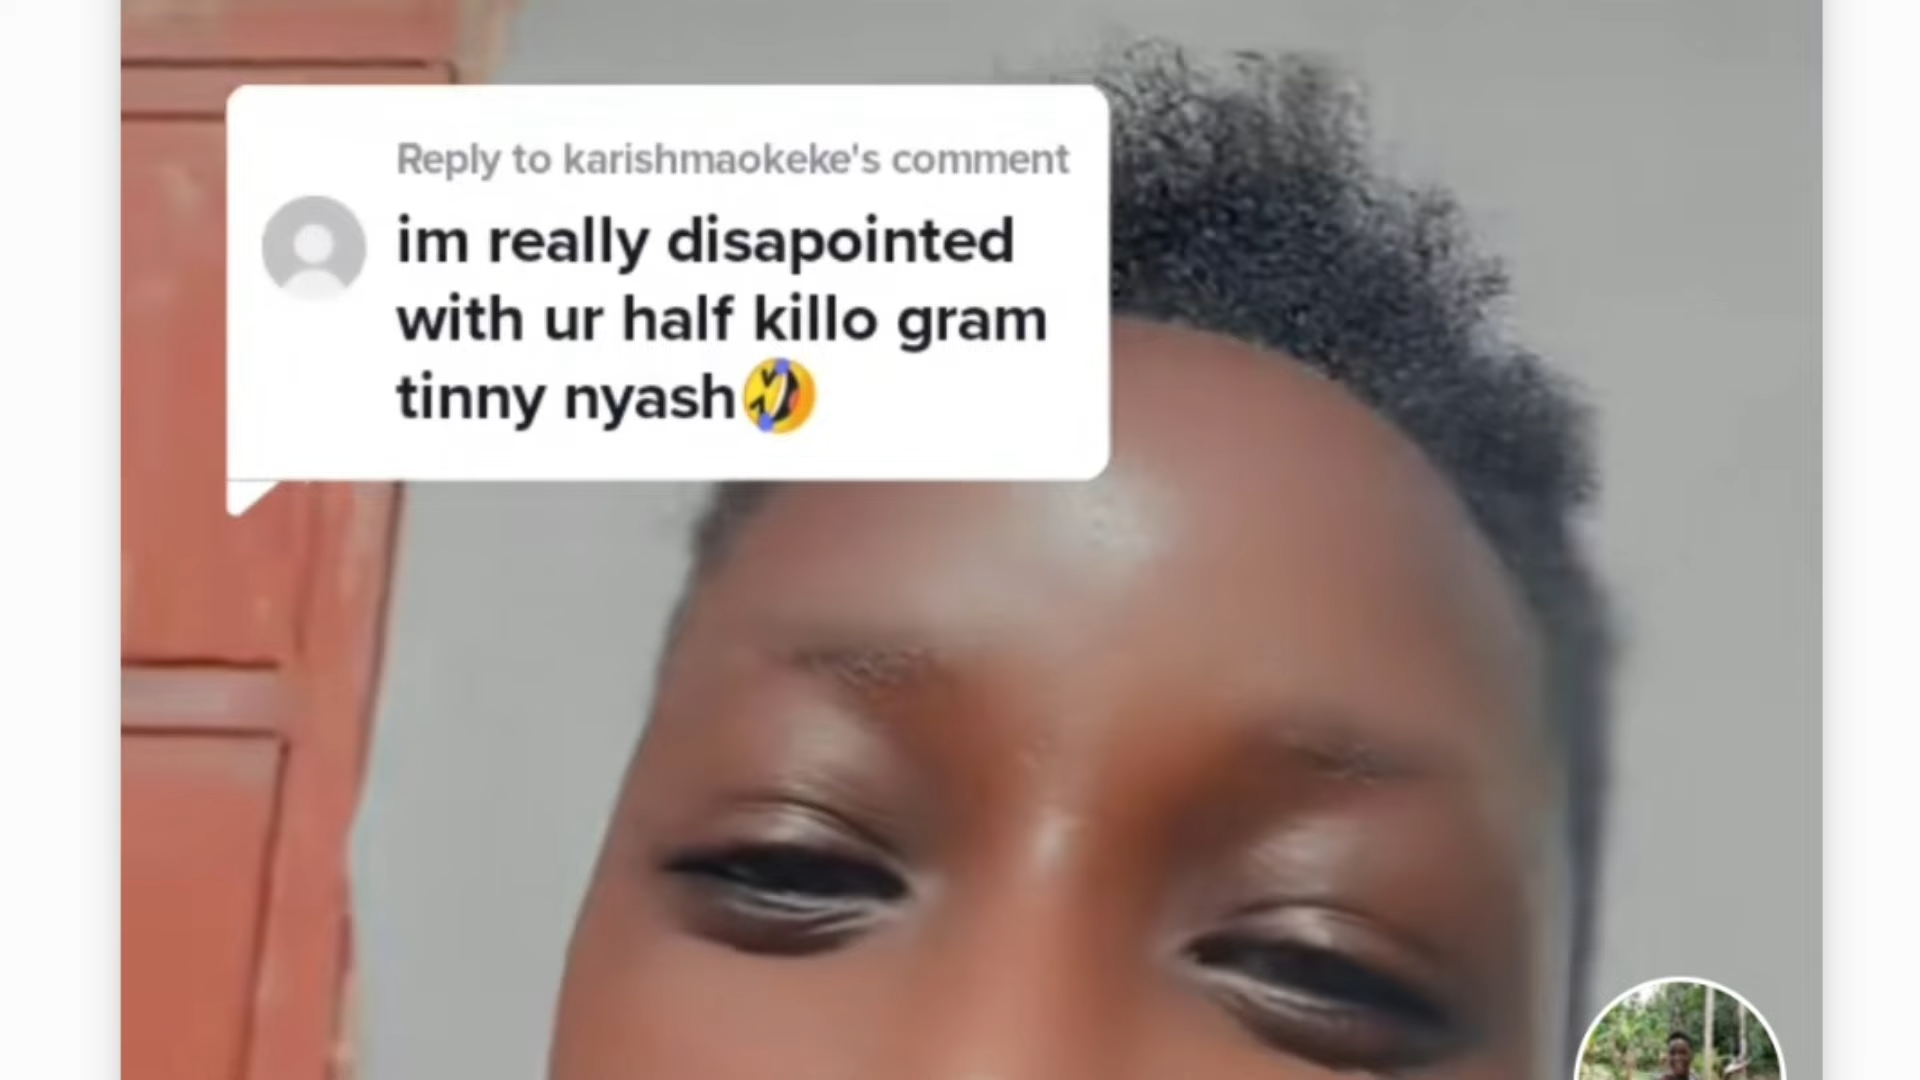 Reply to karishmaokeke's comment
im really disapointed
with ur half killo gram
tinny nyash🤣